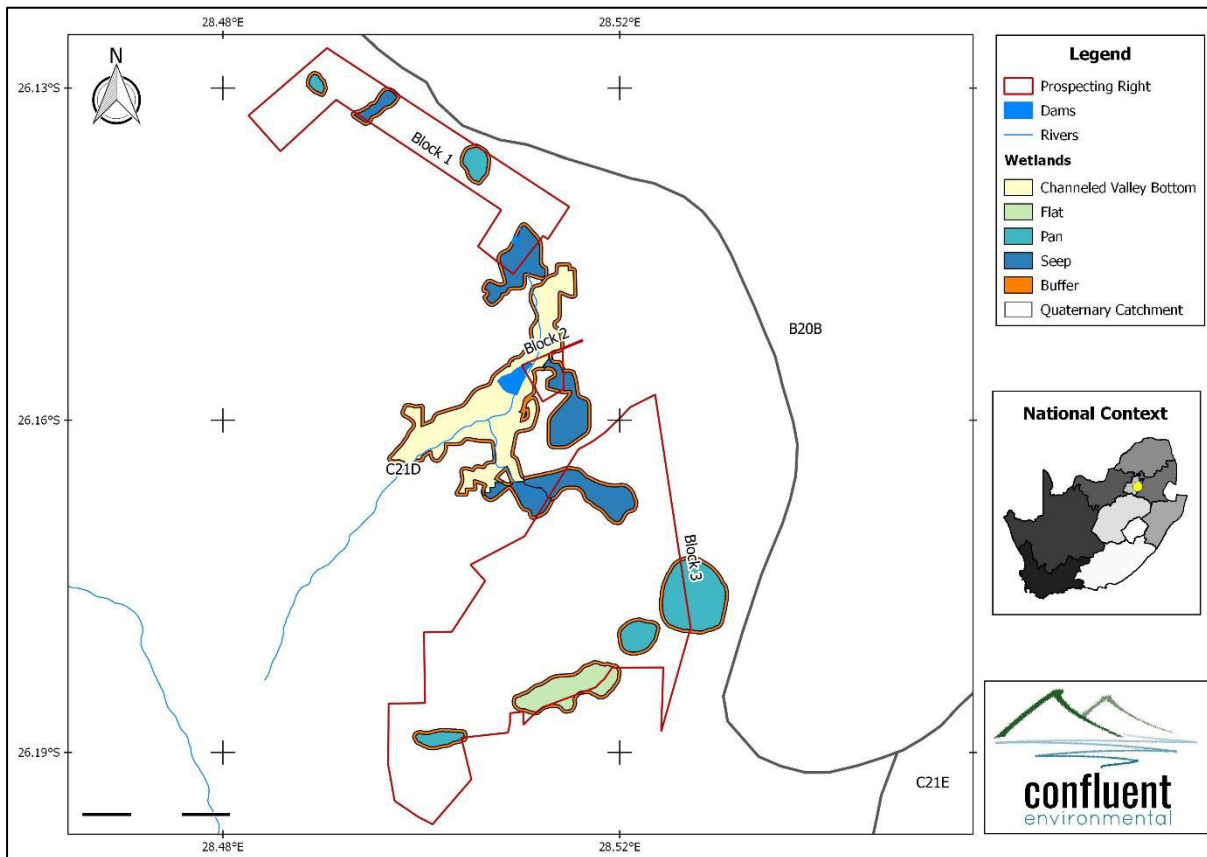 28.48°E
28.52°E
N
26.13°S
26.16°S
26.19°S
Block 1
Block 2
Block 3
B20B
C21D
C21E
28.48°E
28.52°E
Legend
Prospecting Right
Dams
Rivers
Wetlands
Channeled Valley Bottom
Flat
Pan
Seep
Buffer
Quaternary Catchment
National Context
confluent
environmental